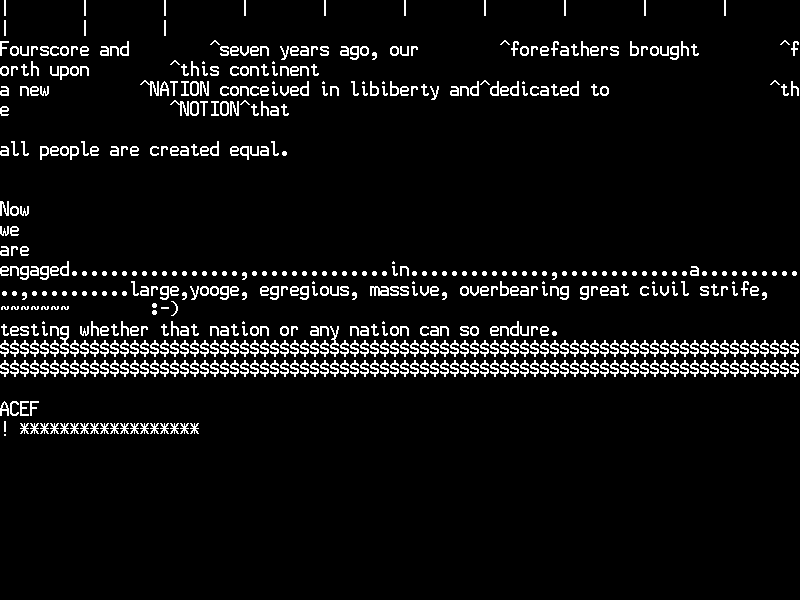 |       |       |       |       |       |       |       |       |       |
|       |       |
Fourscore and        ^seven years ago, our        ^forefathers brought        ^f
orth upon        ^this continent
a new         ^NATION conceived in libiberty and^dedicated to                ^th
e                ^NOTION^that
all people are created equal.
Now
we
are
engaged.................,..............in..............,.............a..........
..,..........large,yooge, egregious, massive, overbearing great civil strife,
~~~~~~~        :-)
testing whether that nation or any nation can so endure.
$$$$$$$$$$$$$$$$$$$$$$$$$$$$$$$$$$$$$$$$$$$$$$$$$$$$$$$$$$$$$$$$$$$$$$$$$$$$$$$$
$$$$$$$$$$$$$$$$$$$$$$$$$$$$$$$$$$$$$$$$$$$$$$$$$$$$$$$$$$$$$$$$$$$$$$$$$$$$$$$$
ACEF
! ******************